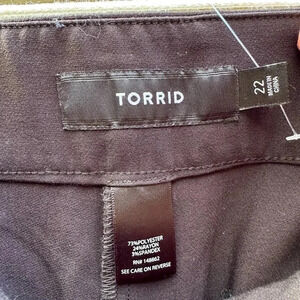 TORRID
22
MADE IN
CHINA
73%POLYESTER
24%RAYON
3%SPANDEX
RN# 148662
SEE CARE ON REVERSE